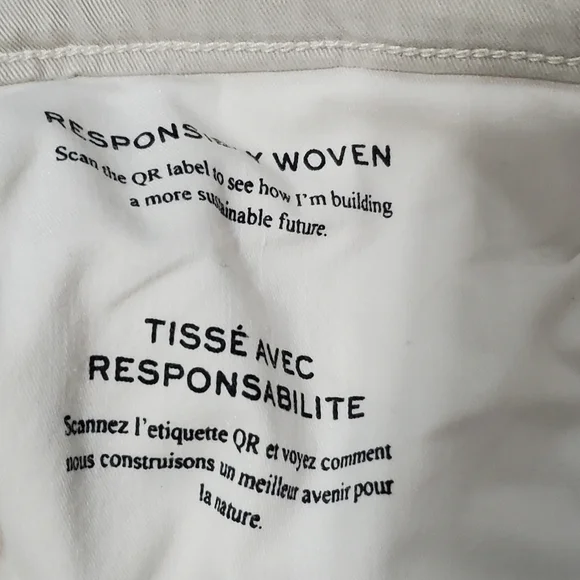 RESPONSIBLY WOVEN
Scan the QR label to see how I'm building
a more sustainable future.
TISSÉ AVEC
RESPONSABILITE
Scannez l'etiquette QR et voyez comment
nous construisons un meilleur avenir pour
la nature.